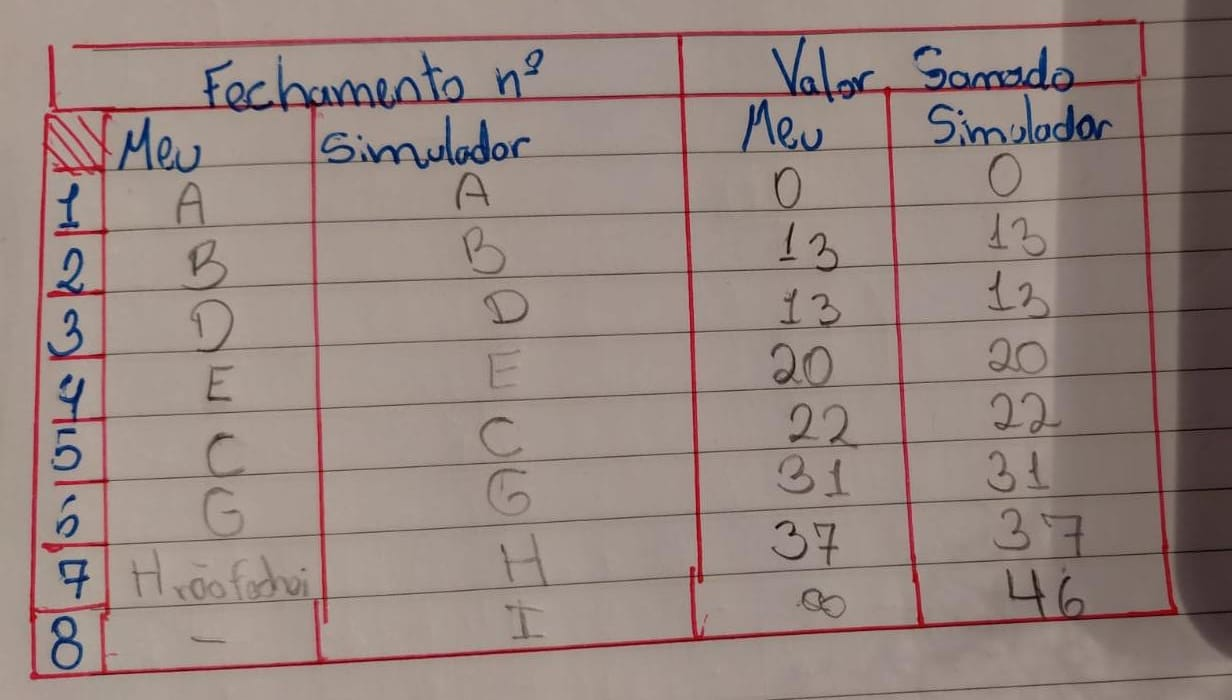 Fechamento nº Valor Somado
Meu Simulador Meu Simulador
1 A A 0 0
2 B B 13 13
3 D D 13 13
4 E E 20 20
5 C C 22 22
6 G G 31 31
7 H não fechei H 37 37
8 - I ∞ 46